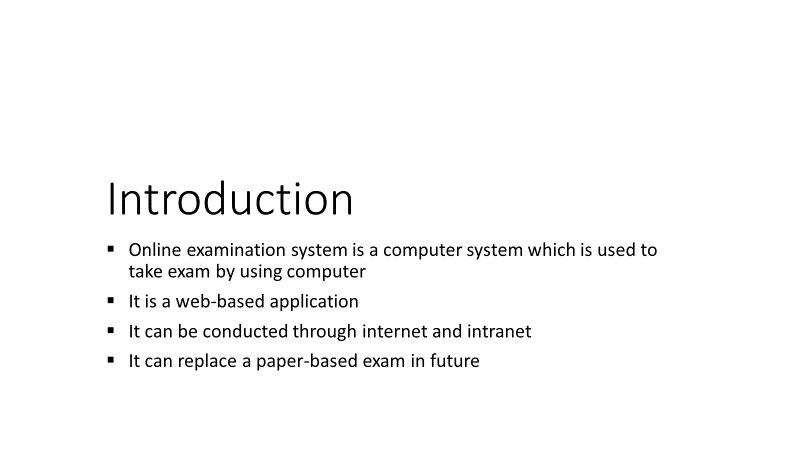 Introduction
▪ Online examination system is a computer system which is used to
take exam by using computer
▪ It is a web-based application
▪ It can be conducted through internet and intranet
▪ It can replace a paper-based exam in future